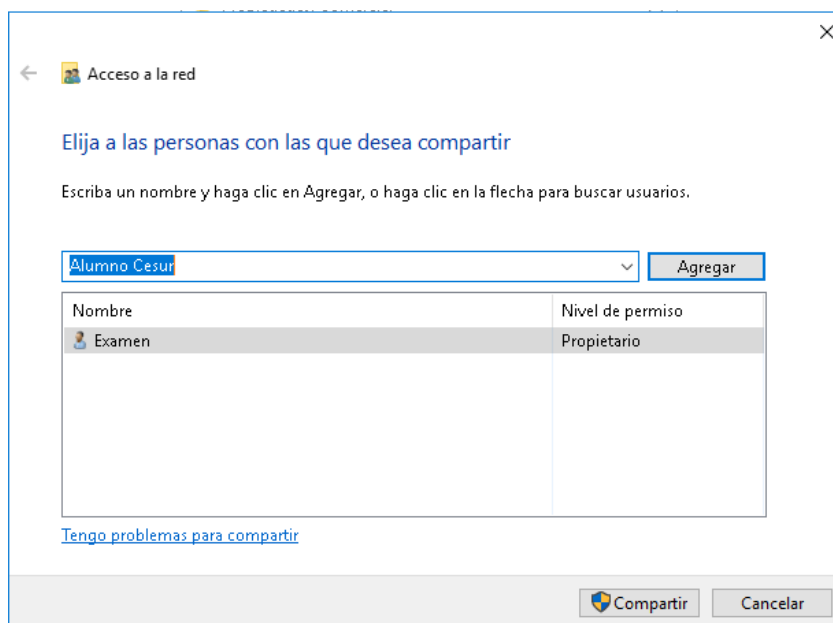 Acceso a la red
Elija a las personas con las que desea compartir
Escriba un nombre y haga clic en Agregar, o haga clic en la flecha para buscar usuarios.
Alumno Cesur
Agregar
Nombre
Nivel de permiso
Examen
Propietario
Tengo problemas para compartir
Compartir
Cancelar